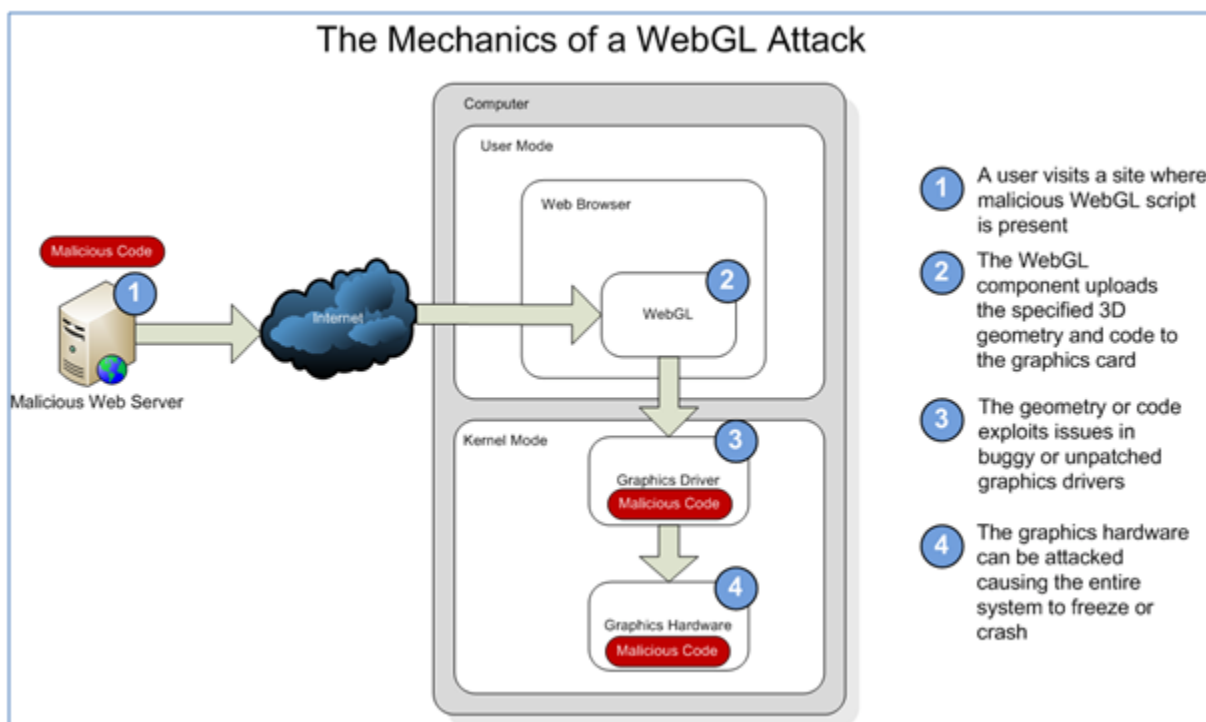 The Mechanics of a WebGL Attack
Computer
User Mode
Web Browser
Malicious Code
1
2
Internet
WebGL
Malicious Web Server
Kernel Mode
3
Graphics Driver
Malicious Code
4
Graphics Hardware
Malicious Code
1
A user visits a site where
malicious WebGL script
is present
2
The WebGL
component uploads
the specified 3D
geometry and code to
the graphics card
3
The geometry or code
exploits issues in
buggy or unpatched
graphics drivers
4
The graphics hardware
can be attacked
causing the entire
system to freeze or
crash